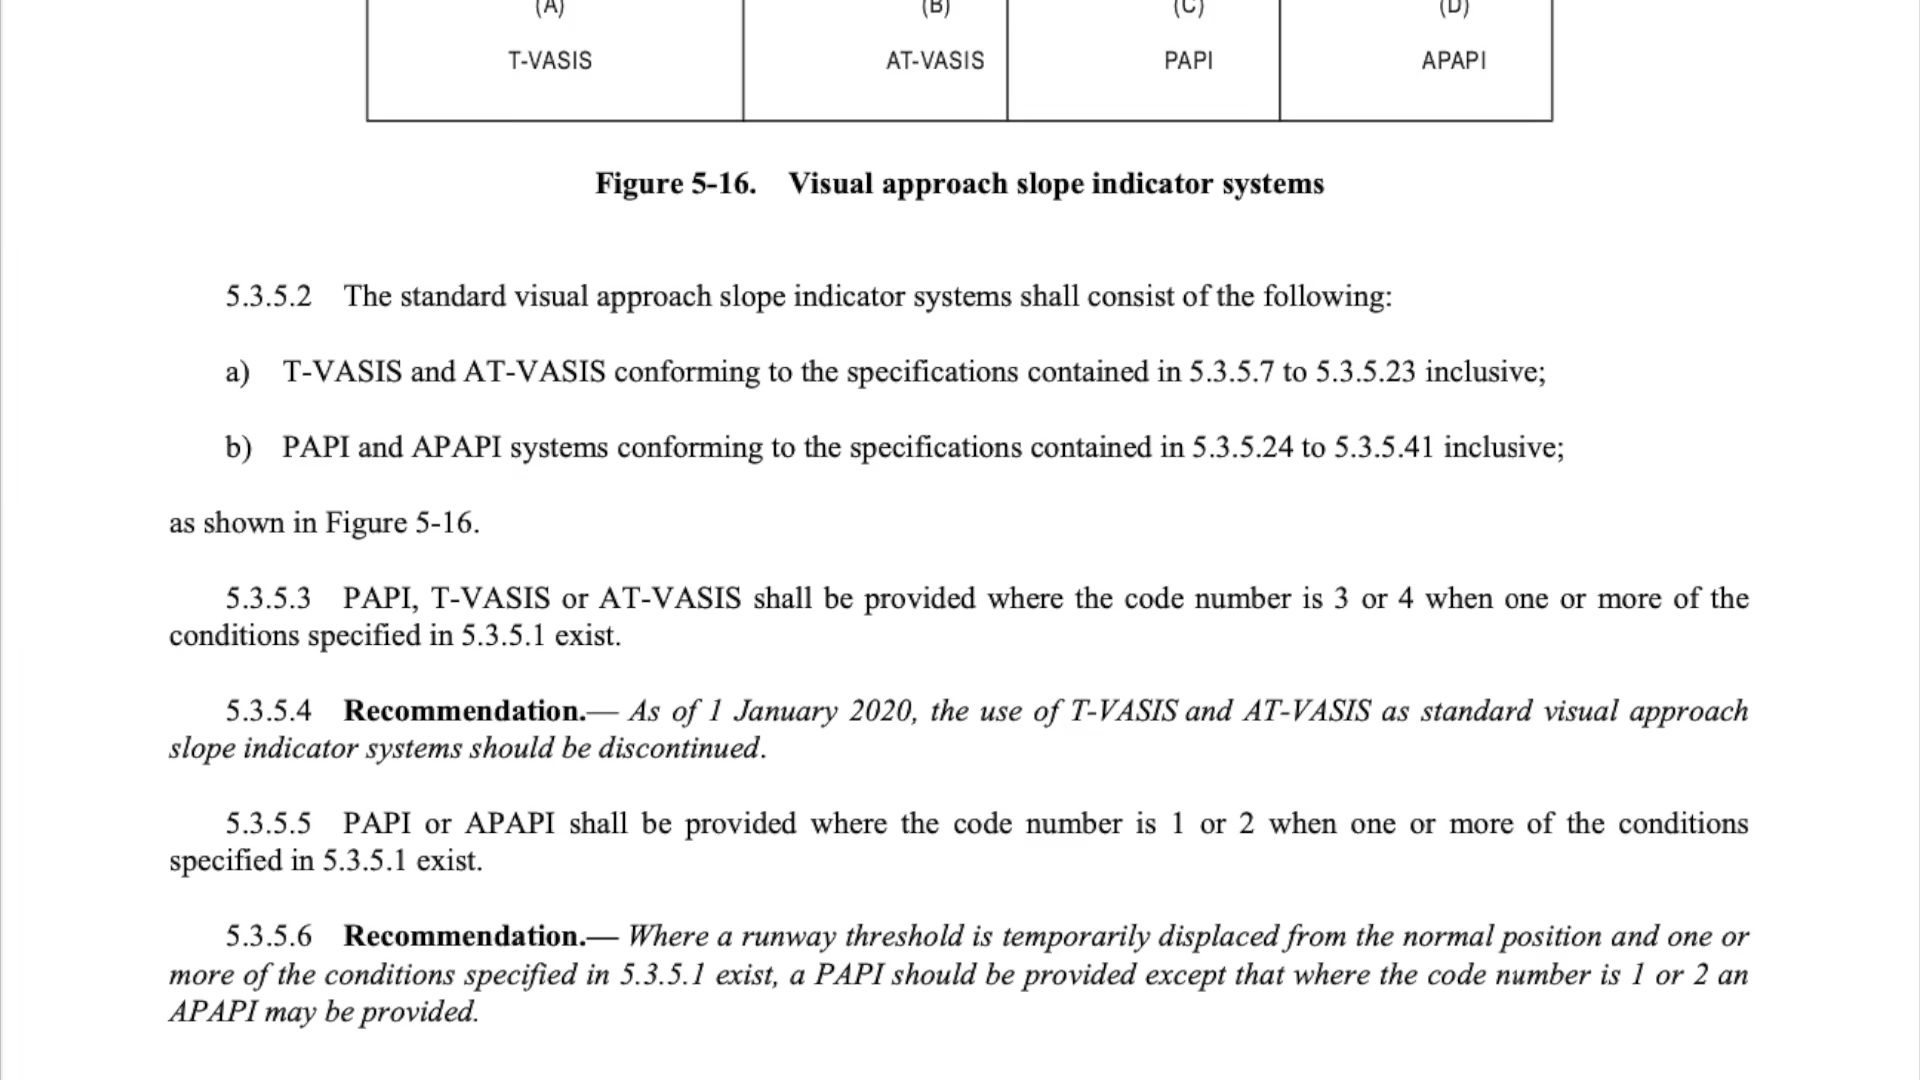 (A) (B) (C) (D)
T-VASIS AT-VASIS PAPI APAPI
Figure 5-16. Visual approach slope indicator systems
5.3.5.2 The standard visual approach slope indicator systems shall consist of the following:
a) T-VASIS and AT-VASIS conforming to the specifications contained in 5.3.5.7 to 5.3.5.23 inclusive;
b) PAPI and APAPI systems conforming to the specifications contained in 5.3.5.24 to 5.3.5.41 inclusive;
as shown in Figure 5-16.
5.3.5.3 PAPI, T-VASIS or AT-VASIS shall be provided where the code number is 3 or 4 when one or more of the
conditions specified in 5.3.5.1 exist.
5.3.5.4 Recommendation.— As of 1 January 2020, the use of T-VASIS and AT-VASIS as standard visual approach
slope indicator systems should be discontinued.
5.3.5.5 PAPI or APAPI shall be provided where the code number is 1 or 2 when one or more of the conditions
specified in 5.3.5.1 exist.
5.3.5.6 Recommendation.— Where a runway threshold is temporarily displaced from the normal position and one or
more of the conditions specified in 5.3.5.1 exist, a PAPI should be provided except that where the code number is 1 or 2 an
APAPI may be provided.